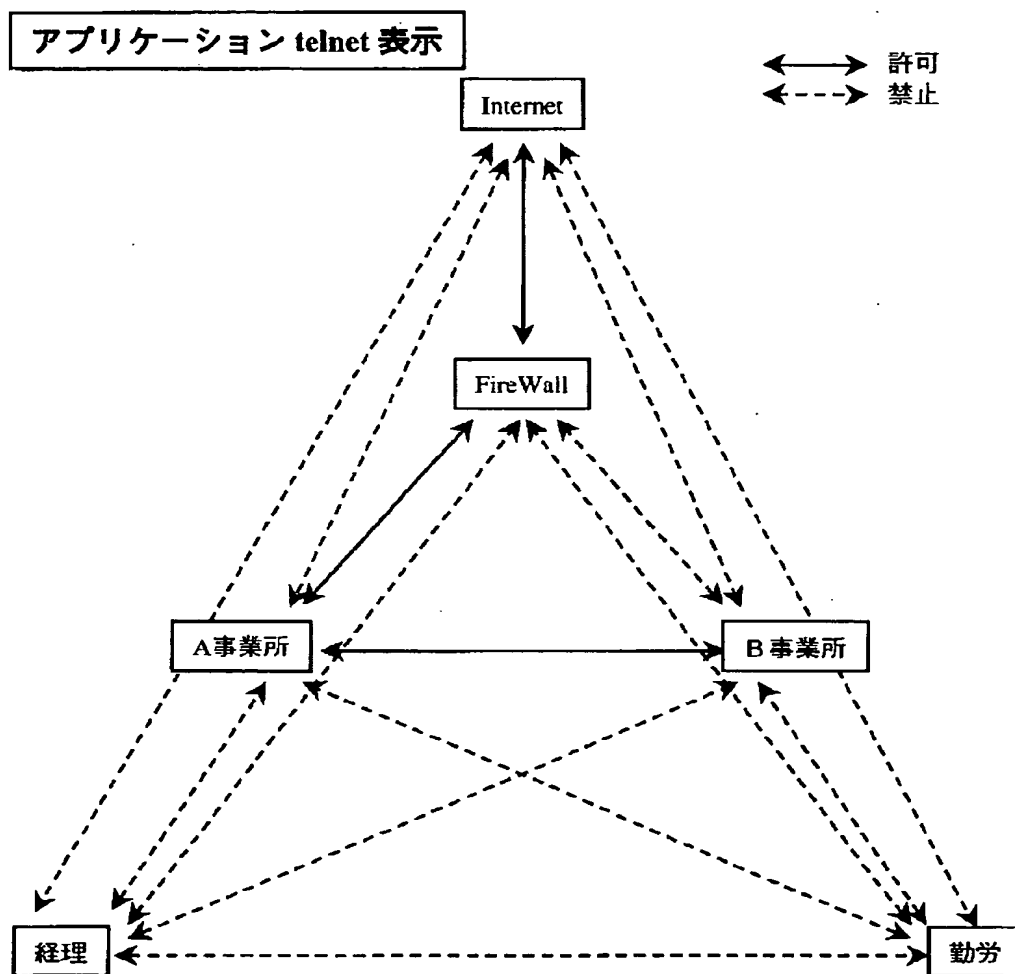 アプリケーション telnet 表示
許可
禁止
Internet
FireWall
A事業所
B 事業所
経理
勤労